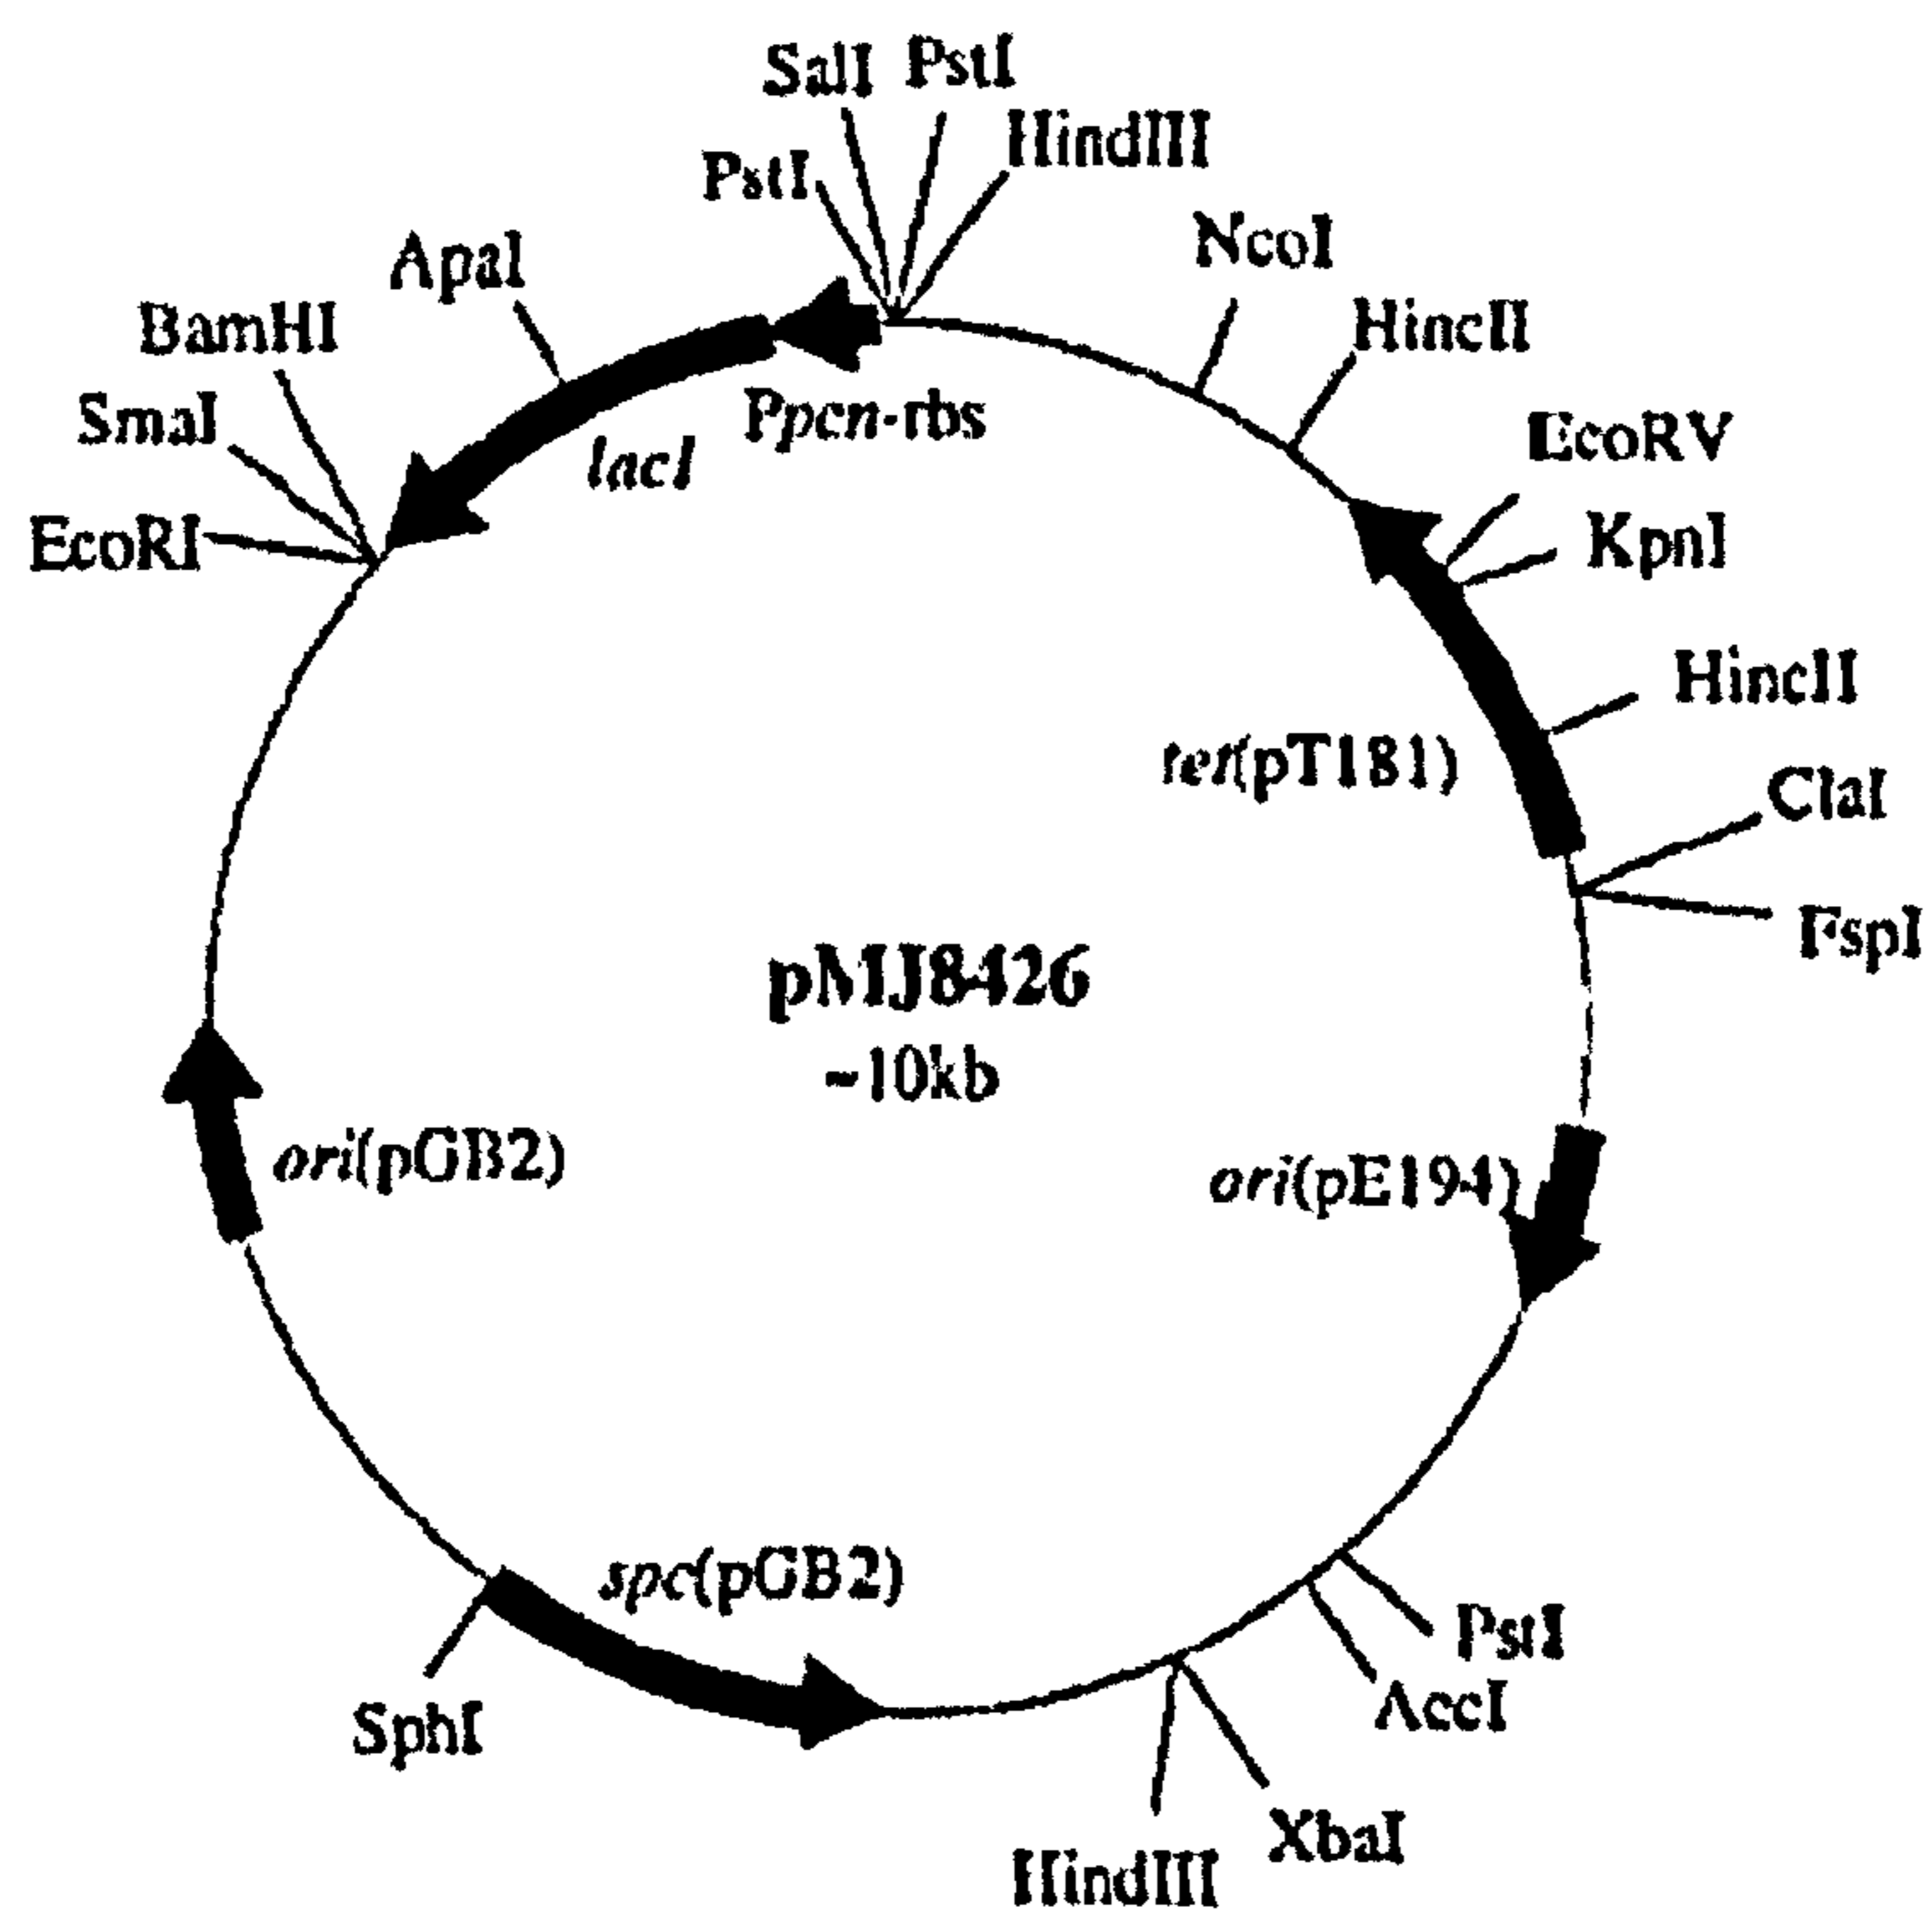 SalI PstI
HindIII
PstI
NcoI
ApaI
BamHI
HincII
SmaI
Ppcn-rbs
EcoRV
lacI
EcoRI
KpnI
HincII
tet(pT181)
ClaI
FspI
pMIJ8426
~10kb
ori(pGB2)
ori(pE194)
spc(pGB2)
PstI
AccI
SphI
XbaI
HindIII